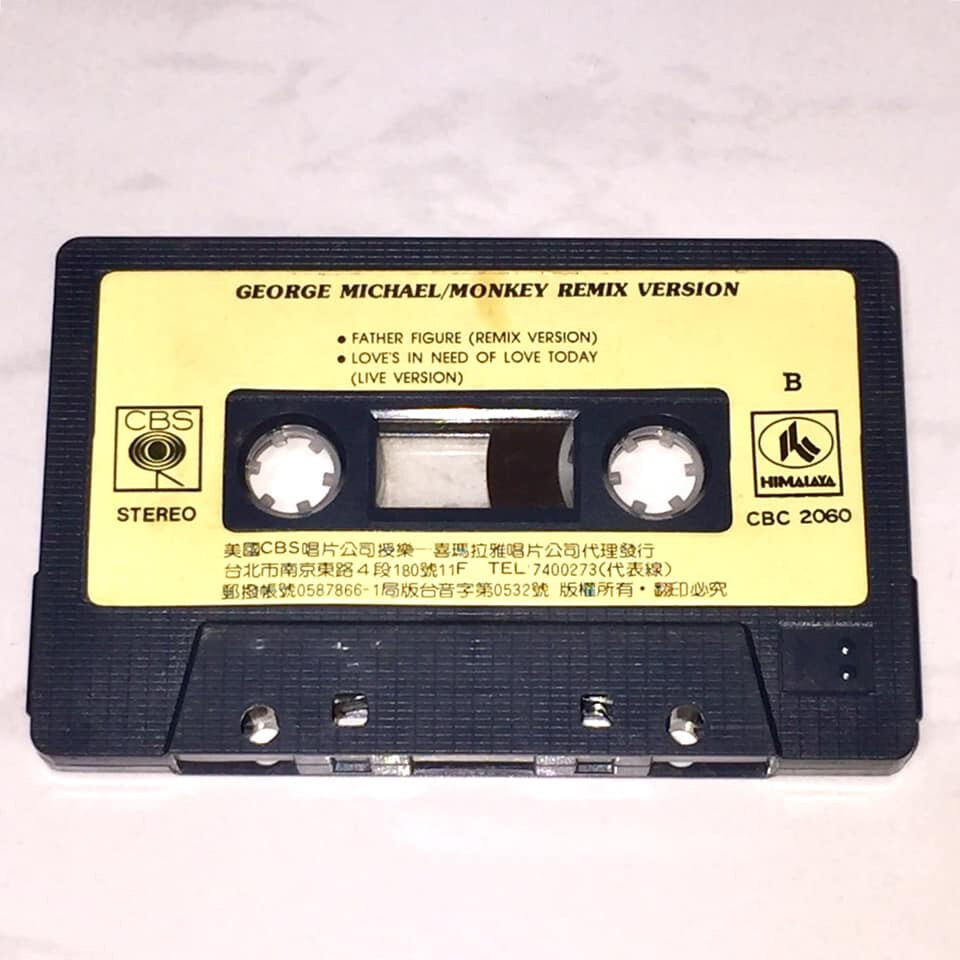 GEORGE MICHAEL/MONKEY REMIX VERSION
• FATHER FIGURE (REMIX VERSION)
• LOVE'S IN NEED OF LOVE TODAY
(LIVE VERSION)
B
CBS
STEREO
HIMALAYA
CBC 2060
美國CBS唱片公司授樂一喜瑪拉雅唱片公司代理發行
台北市南京東路4段180號11F TEL:7400273(代表線)
郵撥帳號0587866-1局版台音字第0532號 版權所有·翻印必究